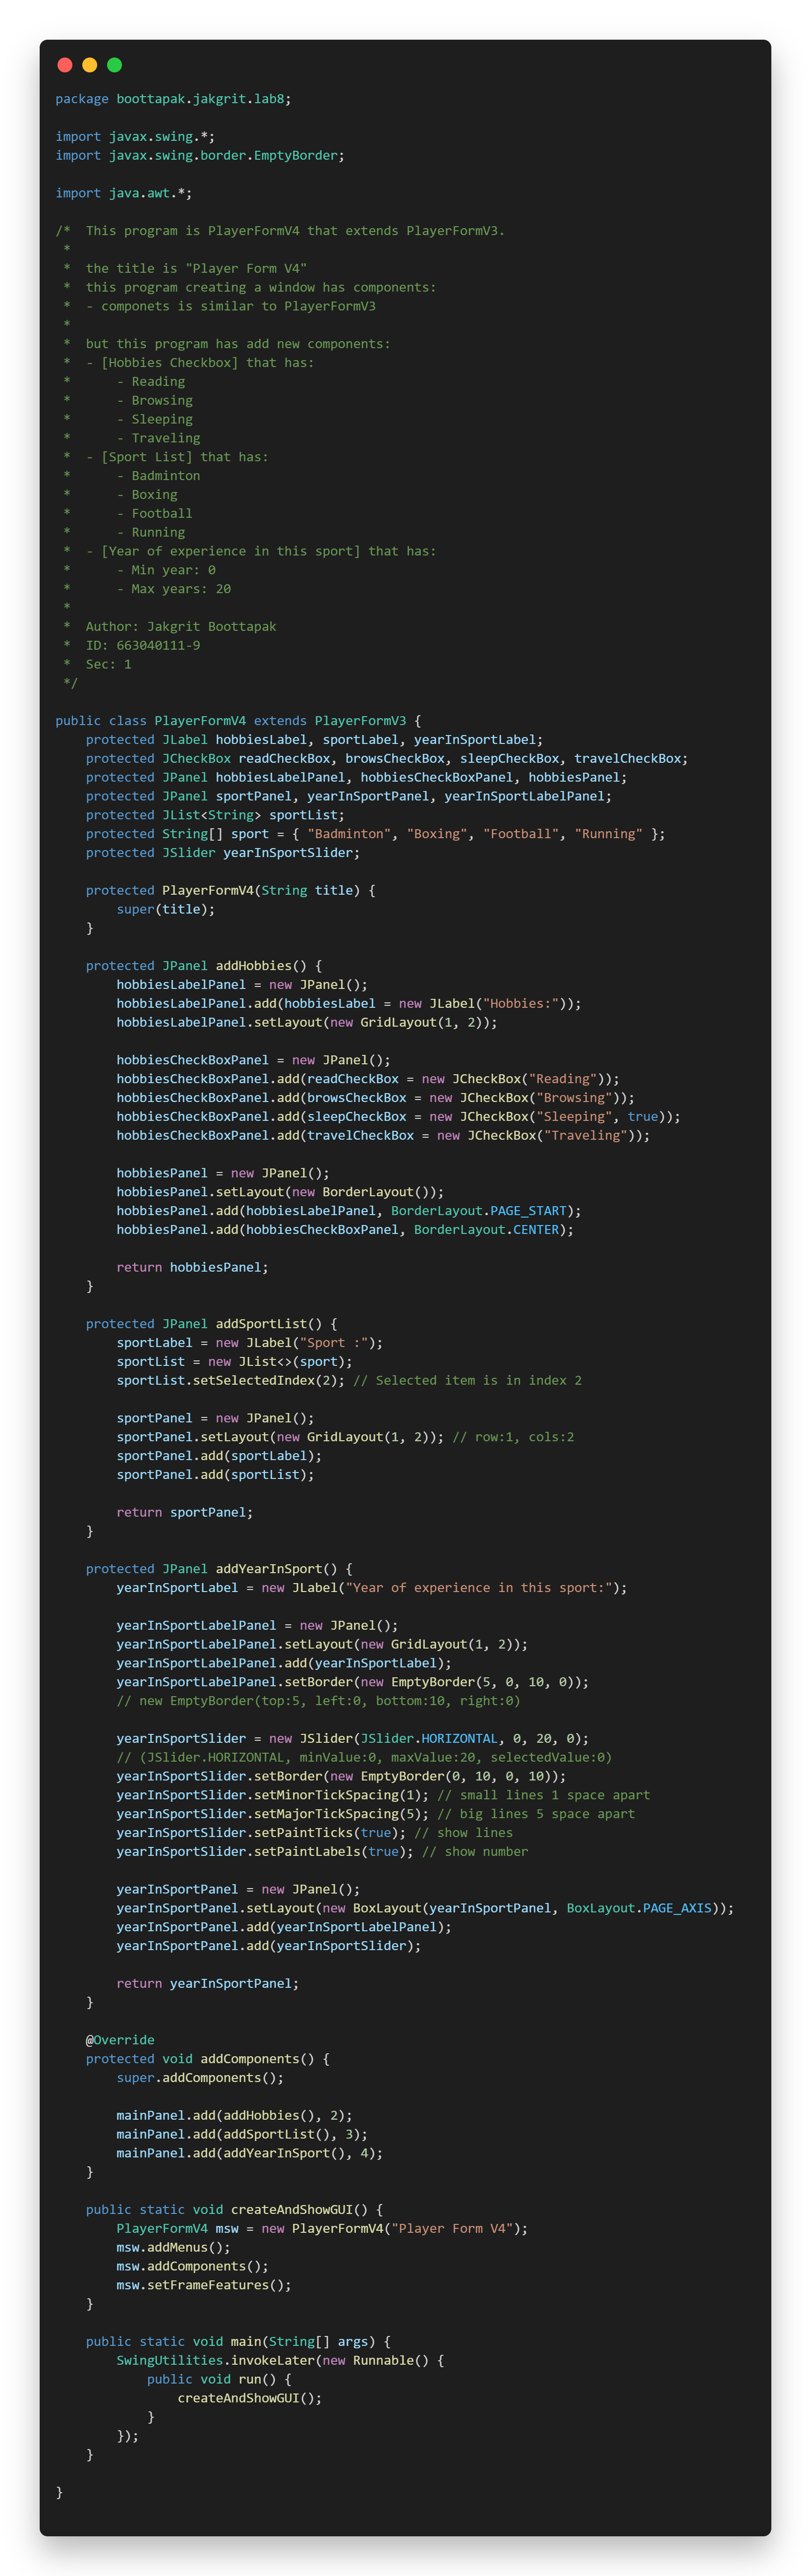 package boottapak.jakgrit.lab8;

import javax.swing.*;
import javax.swing.border.EmptyBorder;

import java.awt.*;

/*  This program is PlayerFormV4 that extends PlayerFormV3.
 *
 *  the title is "Player Form V4"
 *  this program creating a window has components:
 *  - componets is similar to PlayerFormV3
 *
 *  but this program has add new components:
 *  - [Hobbies Checkbox] that has:
 *      - Reading
 *      - Browsing
 *      - Sleeping
 *      - Traveling
 *  - [Sport List] that has:
 *      - Badminton
 *      - Boxing
 *      - Football
 *      - Running
 *  - [Year of experience in this sport] that has:
 *      - Min year: 0
 *      - Max years: 20
 *
 *  Author: Jakgrit Boottapak
 *  ID: 663040111-9
 *  Sec: 1
 */

public class PlayerFormV4 extends PlayerFormV3 {
    protected JLabel hobbiesLabel, sportLabel, yearInSportLabel;
    protected JCheckBox readCheckBox, browsCheckBox, sleepCheckBox, travelCheckBox;
    protected JPanel hobbiesLabelPanel, hobbiesCheckBoxPanel, hobbiesPanel;
    protected JPanel sportPanel, yearInSportPanel, yearInSportLabelPanel;
    protected JList<String> sportList;
    protected String[] sport = { "Badminton", "Boxing", "Football", "Running" };
    protected JSlider yearInSportSlider;

    protected PlayerFormV4(String title) {
        super(title);
    }

    protected JPanel addHobbies() {
        hobbiesLabelPanel = new JPanel();
        hobbiesLabelPanel.add(hobbiesLabel = new JLabel("Hobbies:"));
        hobbiesLabelPanel.setLayout(new GridLayout(1, 2));

        hobbiesCheckBoxPanel = new JPanel();
        hobbiesCheckBoxPanel.add(readCheckBox = new JCheckBox("Reading"));
        hobbiesCheckBoxPanel.add(browsCheckBox = new JCheckBox("Browsing"));
        hobbiesCheckBoxPanel.add(sleepCheckBox = new JCheckBox("Sleeping", true));
        hobbiesCheckBoxPanel.add(travelCheckBox = new JCheckBox("Traveling"));

        hobbiesPanel = new JPanel();
        hobbiesPanel.setLayout(new BorderLayout());
        hobbiesPanel.add(hobbiesLabelPanel, BorderLayout.PAGE_START);
        hobbiesPanel.add(hobbiesCheckBoxPanel, BorderLayout.CENTER);

        return hobbiesPanel;
    }

    protected JPanel addSportList() {
        sportLabel = new JLabel("Sport :");
        sportList = new JList<>(sport);
        sportList.setSelectedIndex(2); // Selected item is in index 2

        sportPanel = new JPanel();
        sportPanel.setLayout(new GridLayout(1, 2)); // row:1, cols:2
        sportPanel.add(sportLabel);
        sportPanel.add(sportList);

        return sportPanel;
    }

    protected JPanel addYearInSport() {
        yearInSportLabel = new JLabel("Year of experience in this sport:");

        yearInSportLabelPanel = new JPanel();
        yearInSportLabelPanel.setLayout(new GridLayout(1, 2));
        yearInSportLabelPanel.add(yearInSportLabel);
        yearInSportLabelPanel.setBorder(new EmptyBorder(5, 0, 10, 0));
        // new EmptyBorder(top:5, left:0, bottom:10, right:0)

        yearInSportSlider = new JSlider(JSlider.HORIZONTAL, 0, 20, 0);
        // (JSlider.HORIZONTAL, minValue:0, maxValue:20, selectedValue:0)
        yearInSportSlider.setBorder(new EmptyBorder(0, 10, 0, 10));
        yearInSportSlider.setMinorTickSpacing(1); // small lines 1 space apart
        yearInSportSlider.setMajorTickSpacing(5); // big lines 5 space apart
        yearInSportSlider.setPaintTicks(true); // show lines
        yearInSportSlider.setPaintLabels(true); // show number

        yearInSportPanel = new JPanel();
        yearInSportPanel.setLayout(new BoxLayout(yearInSportPanel, BoxLayout.PAGE_AXIS));
        yearInSportPanel.add(yearInSportLabelPanel);
        yearInSportPanel.add(yearInSportSlider);

        return yearInSportPanel;
    }

    @Override
    protected void addComponents() {
        super.addComponents();

        mainPanel.add(addHobbies(), 2);
        mainPanel.add(addSportList(), 3);
        mainPanel.add(addYearInSport(), 4);
    }

    public static void createAndShowGUI() {
        PlayerFormV4 msw = new PlayerFormV4("Player Form V4");
        msw.addMenus();
        msw.addComponents();
        msw.setFrameFeatures();
    }

    public static void main(String[] args) {
        SwingUtilities.invokeLater(new Runnable() {
            public void run() {
                createAndShowGUI();
            }
        });
    }

}